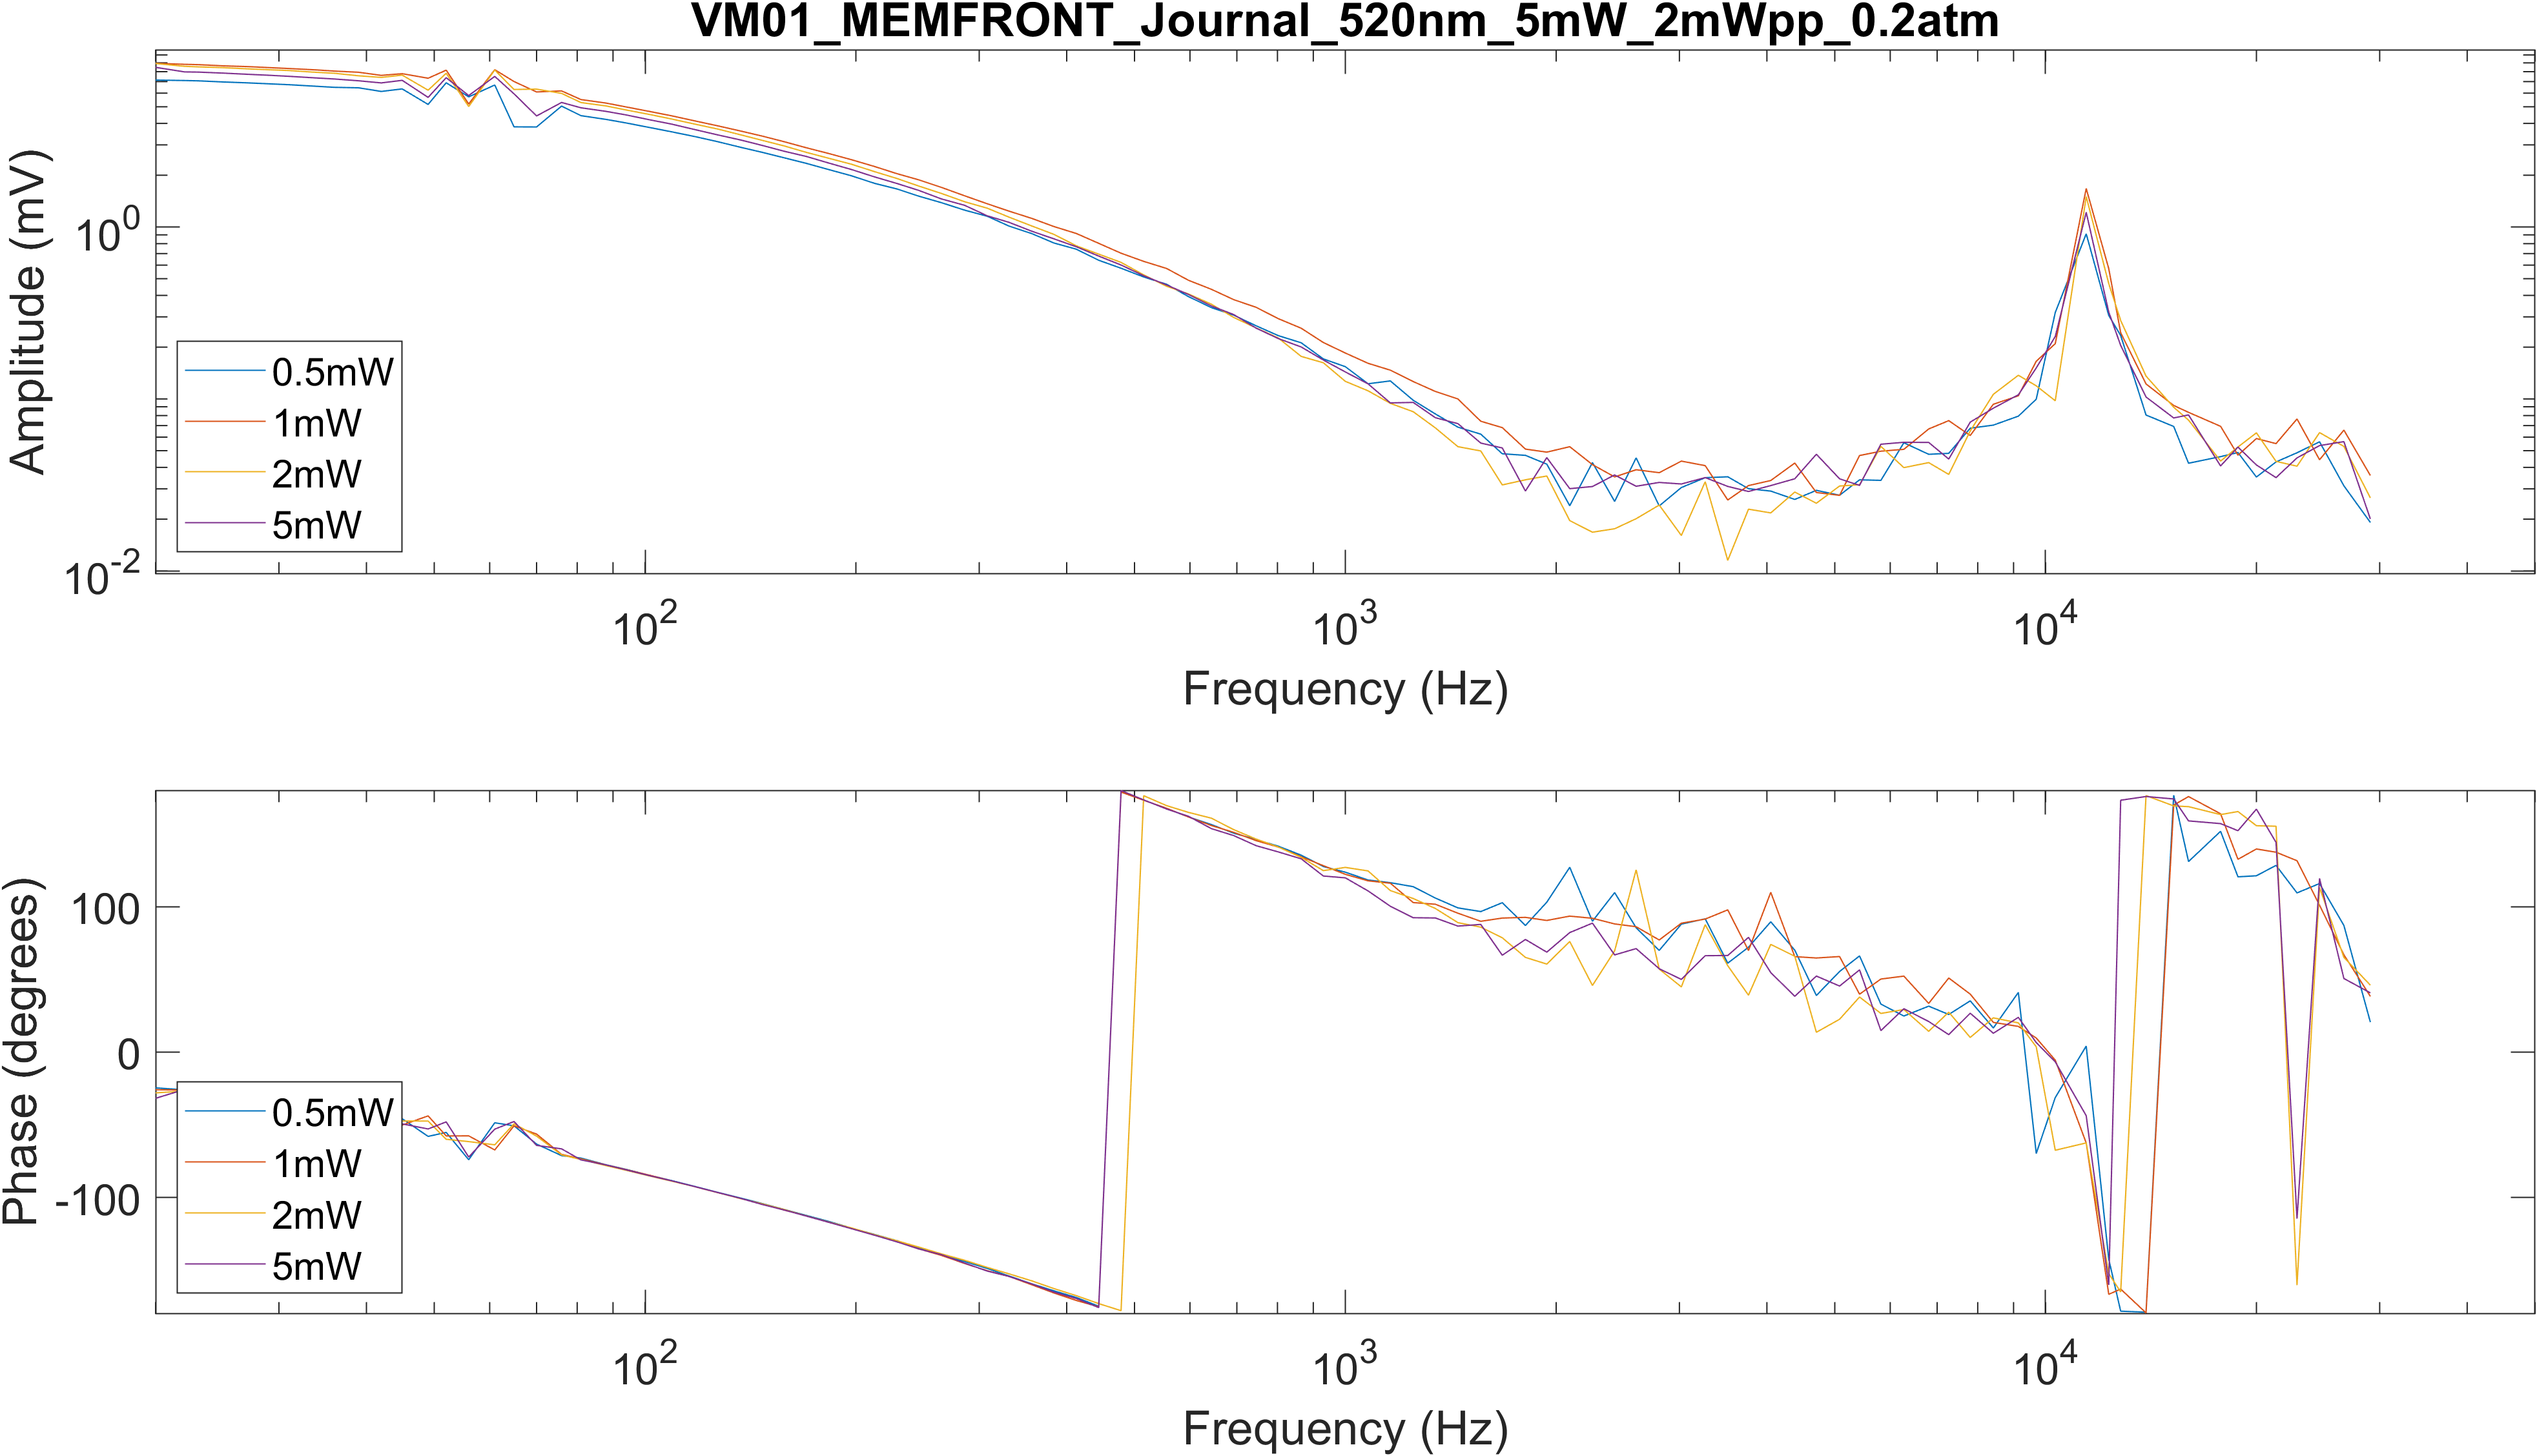 VM01_MEMFRONT_Journal_520nm_5mW_2mWpp_0.2atm
Amplitude (mV)
10^0
10^-2
0.5mW
1mW
2mW
5mW
10^2
10^3
10^4
Frequency (Hz)
Phase (degrees)
100
0
-100
0.5mW
1mW
2mW
5mW
10^2
10^3
10^4
Frequency (Hz)